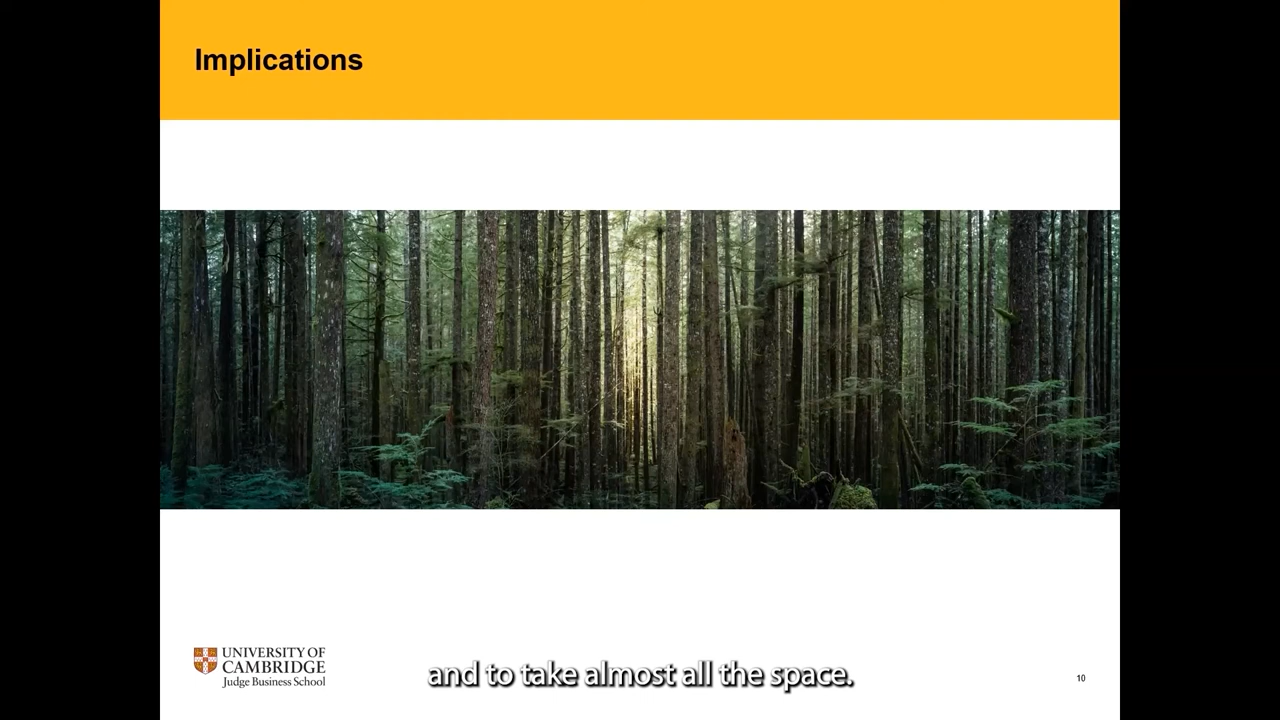 Implications
UNIVERSITY OF
CAMBRIDGE
Judge Business School
and to take almost all the space.
10